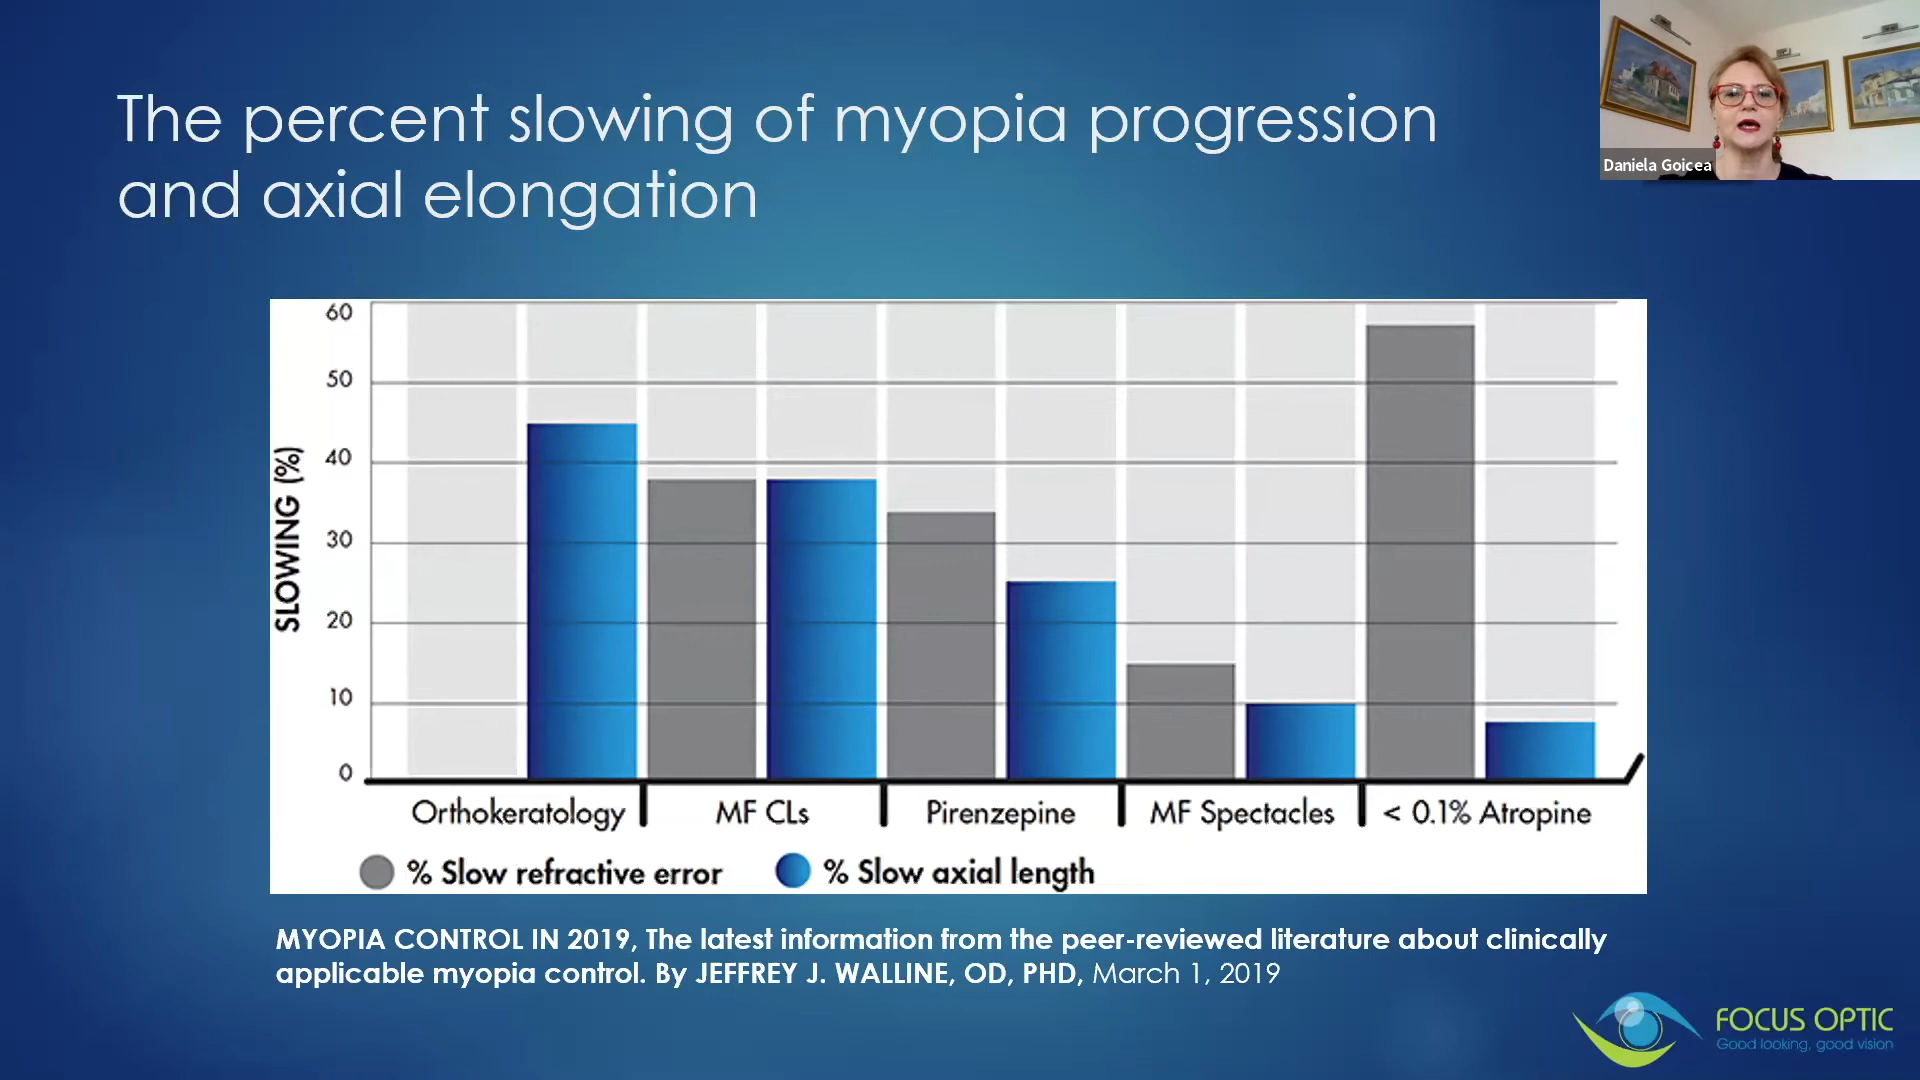 The percent slowing of myopia progression
and axial elongation
Daniela Goicea
SLOWING (%)
60
50
40
30
20
10
0
Orthokeratology
MF CLs
Pirenzepine
MF Spectacles
< 0.1% Atropine
% Slow refractive error
% Slow axial length
MYOPIA CONTROL IN 2019, The latest information from the peer-reviewed literature about clinically
applicable myopia control. By JEFFREY J. WALLINE, OD, PHD, March 1, 2019
FOCUS OPTIC
Good looking, good vision